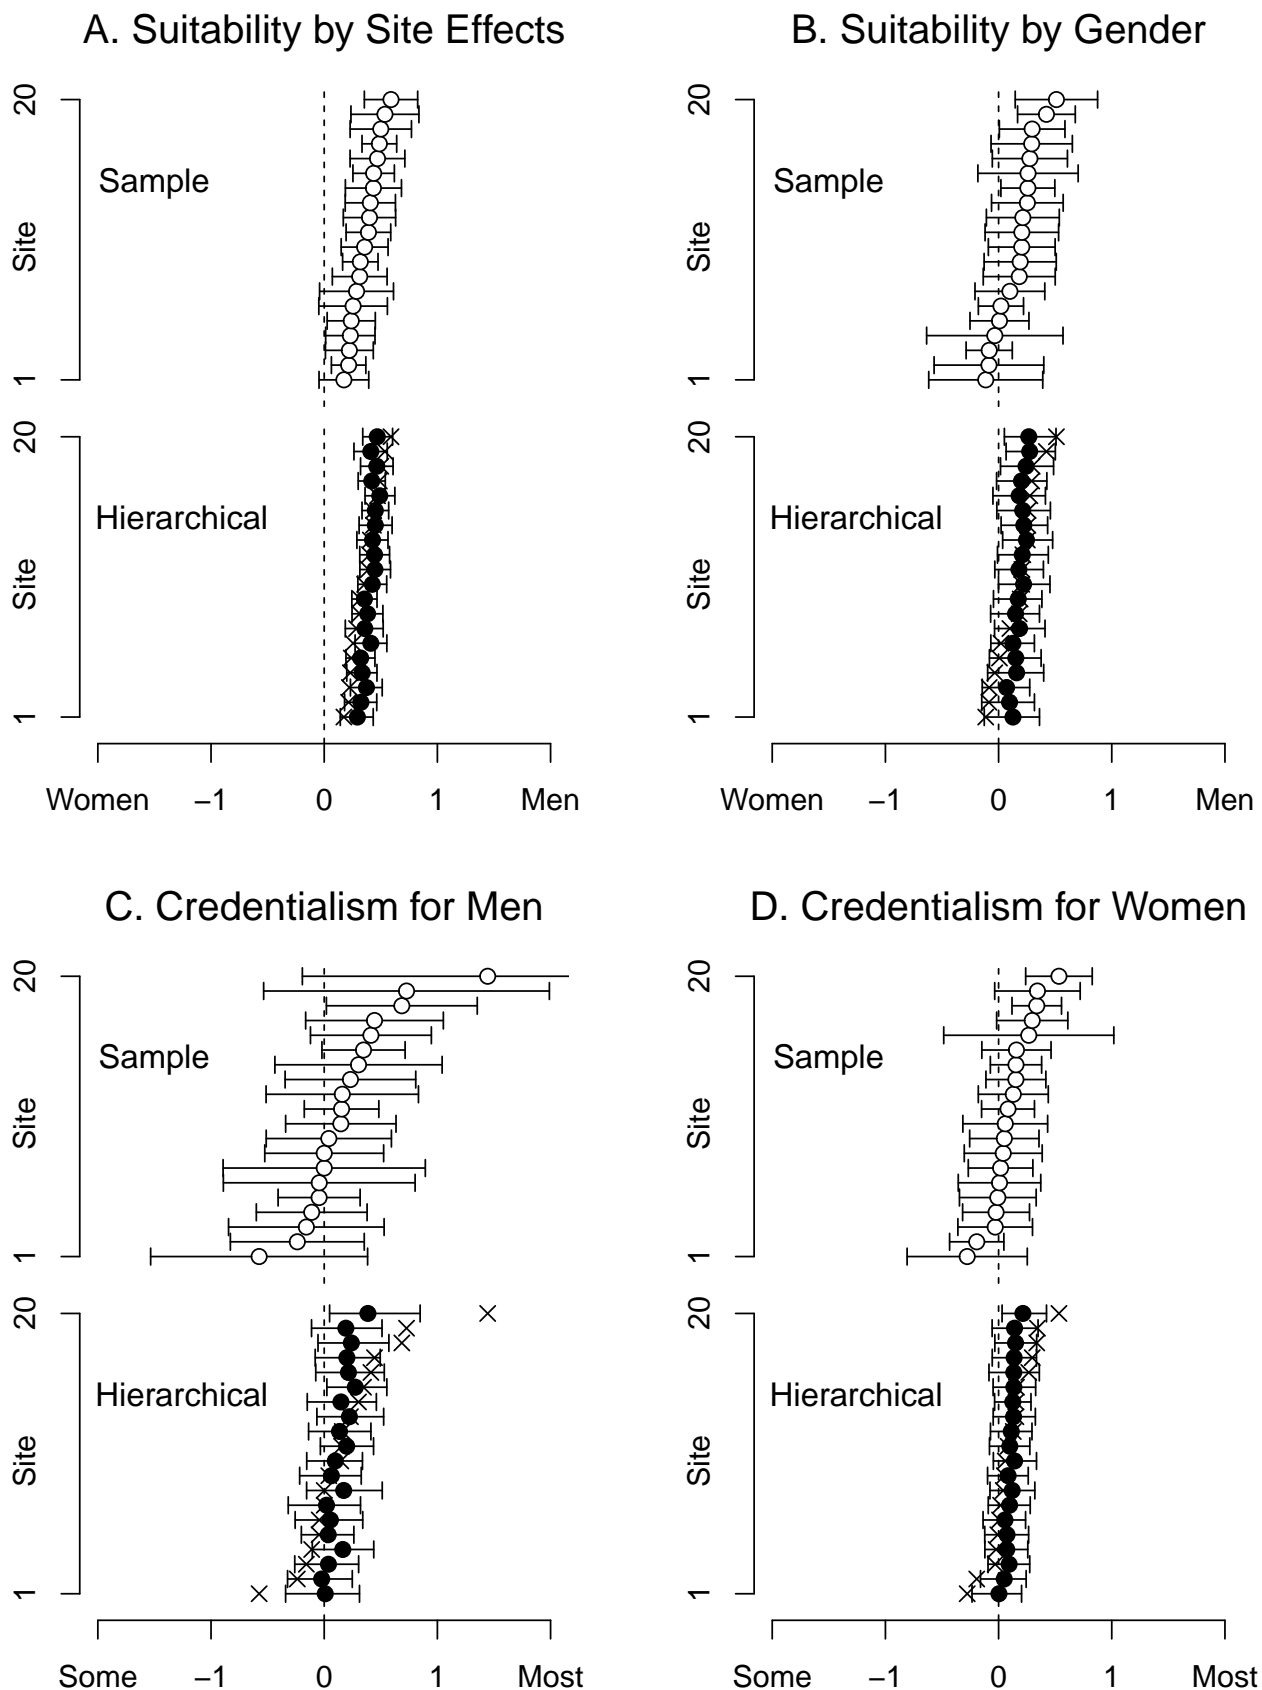 A. Suitability by Site Effects
20
Sample
Site
1
20
Hierarchical
Site
1
Women −1 0 1 Men
B. Suitability by Gender
20
Sample
Site
1
20
Hierarchical
Site
1
Women −1 0 1 Men
C. Credentialism for Men
20
Sample
Site
1
20
Hierarchical
Site
1
Some −1 0 1 Most
D. Credentialism for Women
20
Sample
Site
1
20
Hierarchical
Site
1
Some −1 0 1 Most